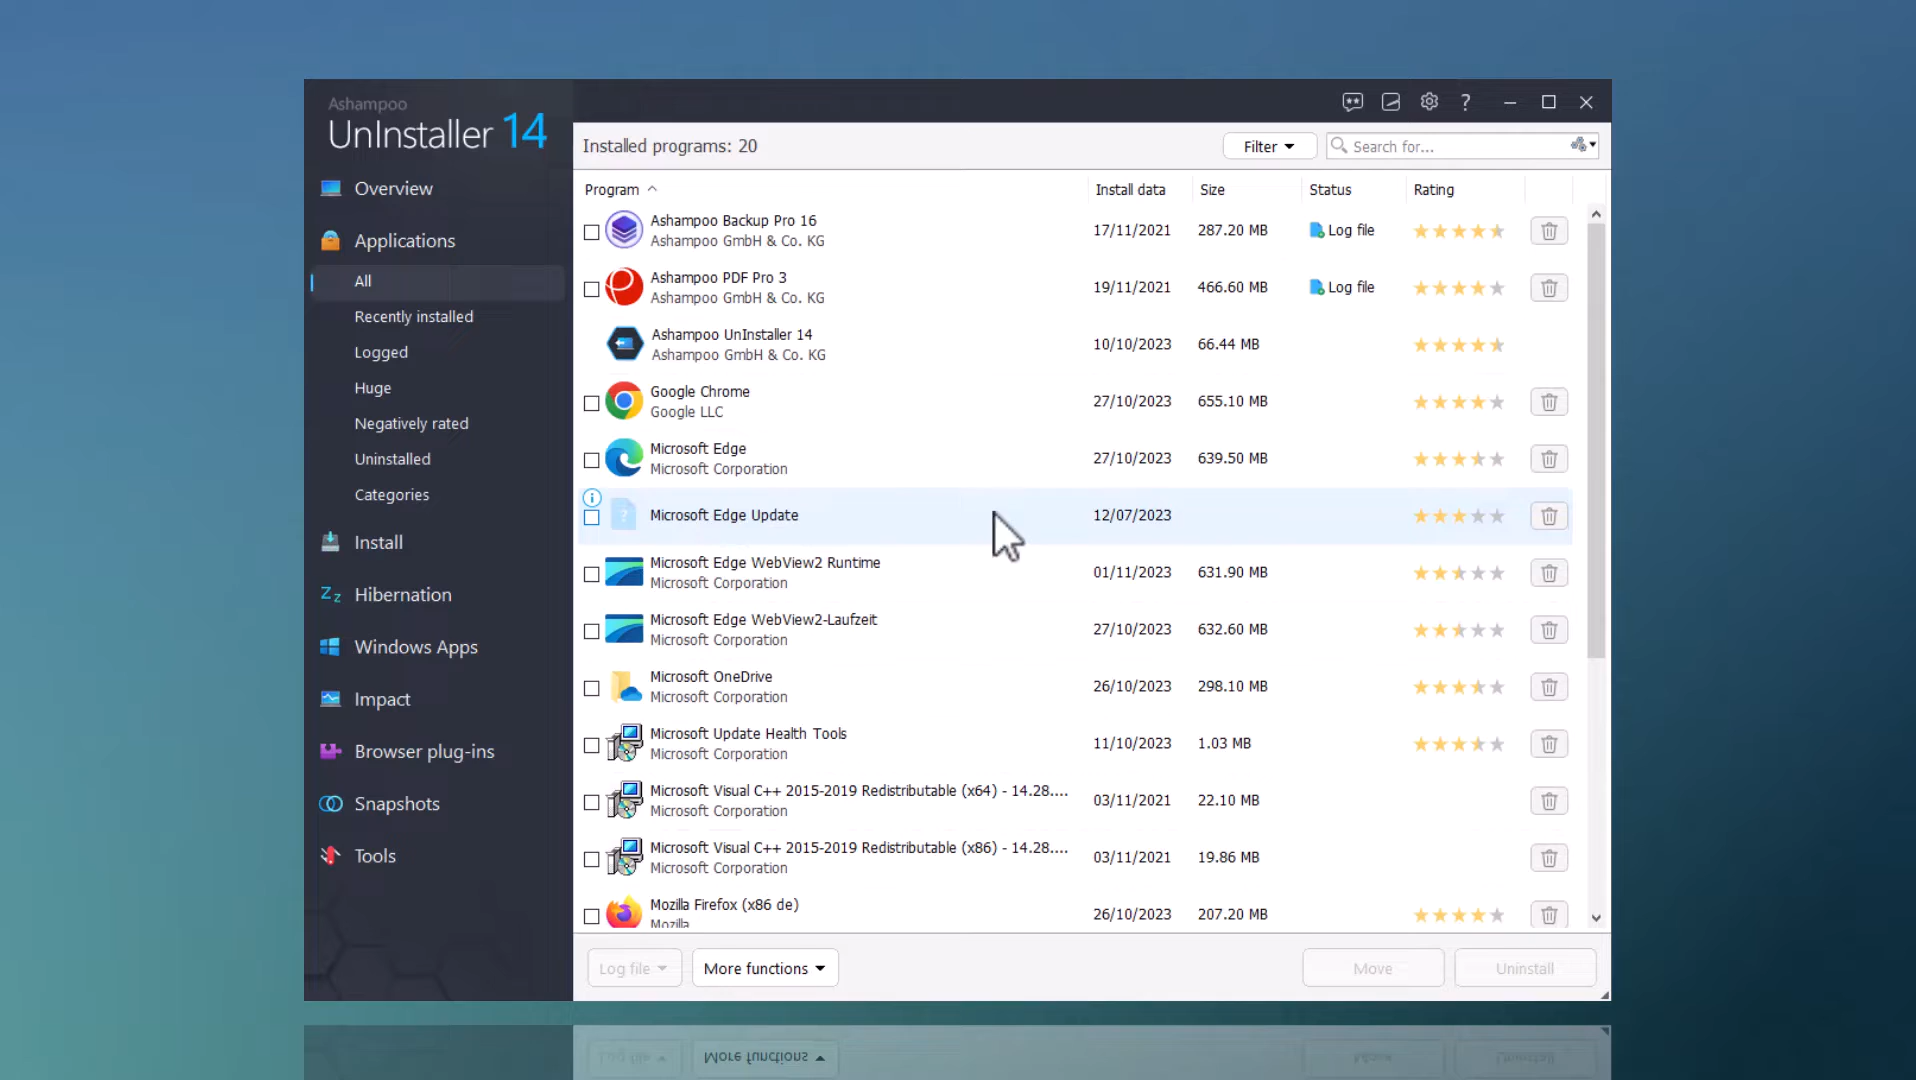 Ashampoo
UnInstaller 14
Overview
Applications
All
Recently installed
Logged
Huge
Negatively rated
Uninstalled
Categories
Install
Hibernation
Windows Apps
Impact
Browser plug-ins
Snapshots
Tools
Installed programs: 20
Filter
Search for...
Program Install data Size Status Rating
Ashampoo Backup Pro 16
Ashampoo GmbH & Co. KG
17/11/2021 287.20 MB Log file
Ashampoo PDF Pro 3
Ashampoo GmbH & Co. KG
19/11/2021 466.60 MB Log file
Ashampoo UnInstaller 14
Ashampoo GmbH & Co. KG
10/10/2023 66.44 MB
Google Chrome
Google LLC
27/10/2023 655.10 MB
Microsoft Edge
Microsoft Corporation
27/10/2023 639.50 MB
Microsoft Edge Update
12/07/2023
Microsoft Edge WebView2 Runtime
Microsoft Corporation
01/11/2023 631.90 MB
Microsoft Edge WebView2-Laufzeit
Microsoft Corporation
27/10/2023 632.60 MB
Microsoft OneDrive
Microsoft Corporation
26/10/2023 298.10 MB
Microsoft Update Health Tools
Microsoft Corporation
11/10/2023 1.03 MB
Microsoft Visual C++ 2015-2019 Redistributable (x64) - 14.28....
Microsoft Corporation
03/11/2021 22.10 MB
Microsoft Visual C++ 2015-2019 Redistributable (x86) - 14.28....
Microsoft Corporation
03/11/2021 19.86 MB
Mozilla Firefox (x86 de)
Mozilla
26/10/2023 207.20 MB
Log file More functions Move Uninstall
Log file More functions Move Uninstall